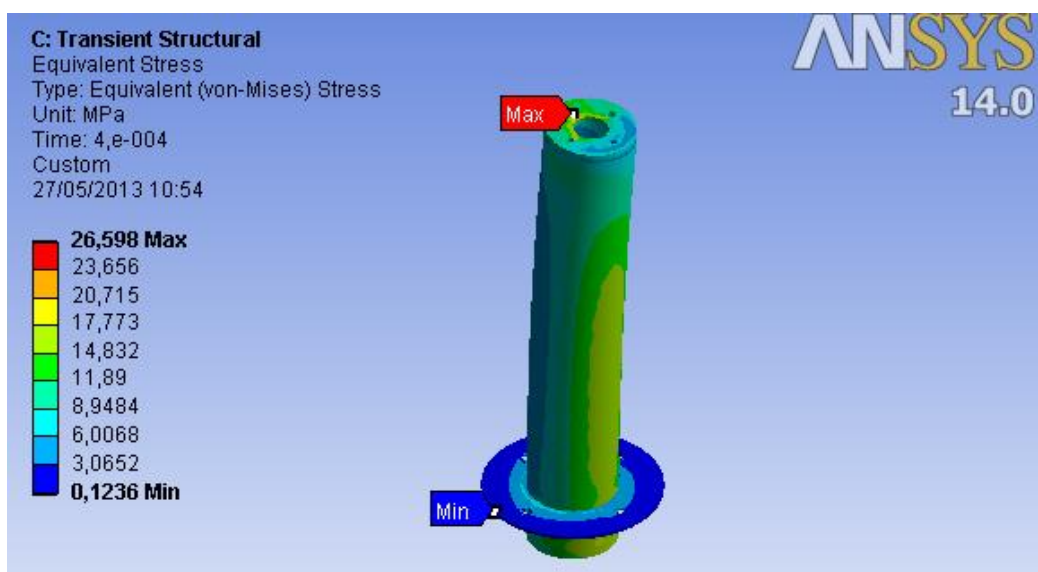 C: Transient Structural
Equivalent Stress
Type: Equivalent (von-Mises) Stress
Unit: MPa
Time: 4,e-004
Custom
27/05/2013 10:54
26,598 Max
23,656
20,715
17,773
14,832
11,89
8,9484
6,0068
3,0652
0,1236 Min
Max
Min
ANSYS
14.0